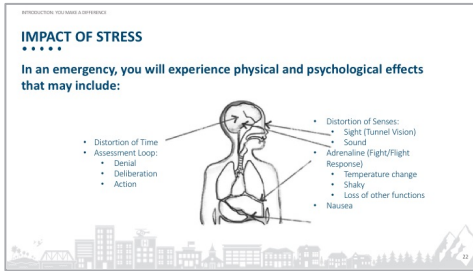 INTRODUCTION: YOU MAKE A DIFFERENCE
IMPACT OF STRESS
In an emergency, you will experience physical and psychological effects
that may include:
• Distortion of Time
• Assessment Loop:
• Denial
• Deliberation
• Action
• Distortion of Senses:
• Sight (Tunnel Vision)
• Sound
• Adrenaline (Fight/Flight
Response)
• Temperature change
• Shaky
• Loss of other functions
• Nausea
22